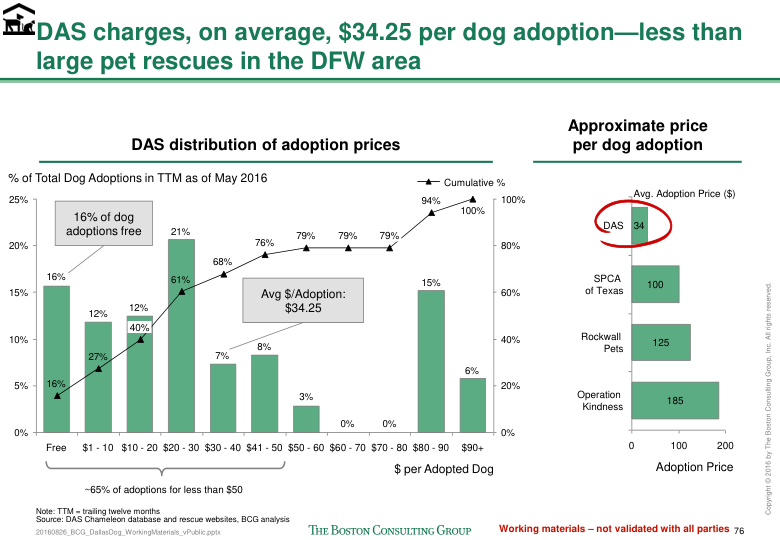 DAS charges, on average, $34.25 per dog adoption—less than
large pet rescues in the DFW area
DAS distribution of adoption prices
% of Total Dog Adoptions in TTM as of May 2016
Cumulative %
25%
20%
15%
10%
5%
0%
100%
80%
60%
40%
20%
0%
16% of dog
adoptions free
Avg $/Adoption:
$34.25
16%
12%
12%
21%
7%
8%
3%
0%
0%
15%
6%
16%
27%
40%
61%
68%
76%
79%
79%
79%
94%
100%
Free
$1 - 10
$10 - 20
$20 - 30
$30 - 40
$41 - 50
$50 - 60
$60 - 70
$70 - 80
$80 - 90
$90+
$ per Adopted Dog
~65% of adoptions for less than $50
Approximate price
per dog adoption
Avg. Adoption Price ($)
DAS
34
SPCA
of Texas
100
Rockwall
Pets
125
Operation
Kindness
185
0
100
200
Adoption Price
Note: TTM = trailing twelve months
Source: DAS Chameleon database and rescue websites, BCG analysis
20160826_BCG_DallasDog_WorkingMaterials_vPublic.pptx
THE BOSTON CONSULTING GROUP
Working materials – not validated with all parties
76
Copyright © 2016 by The Boston Consulting Group, Inc. All rights reserved.